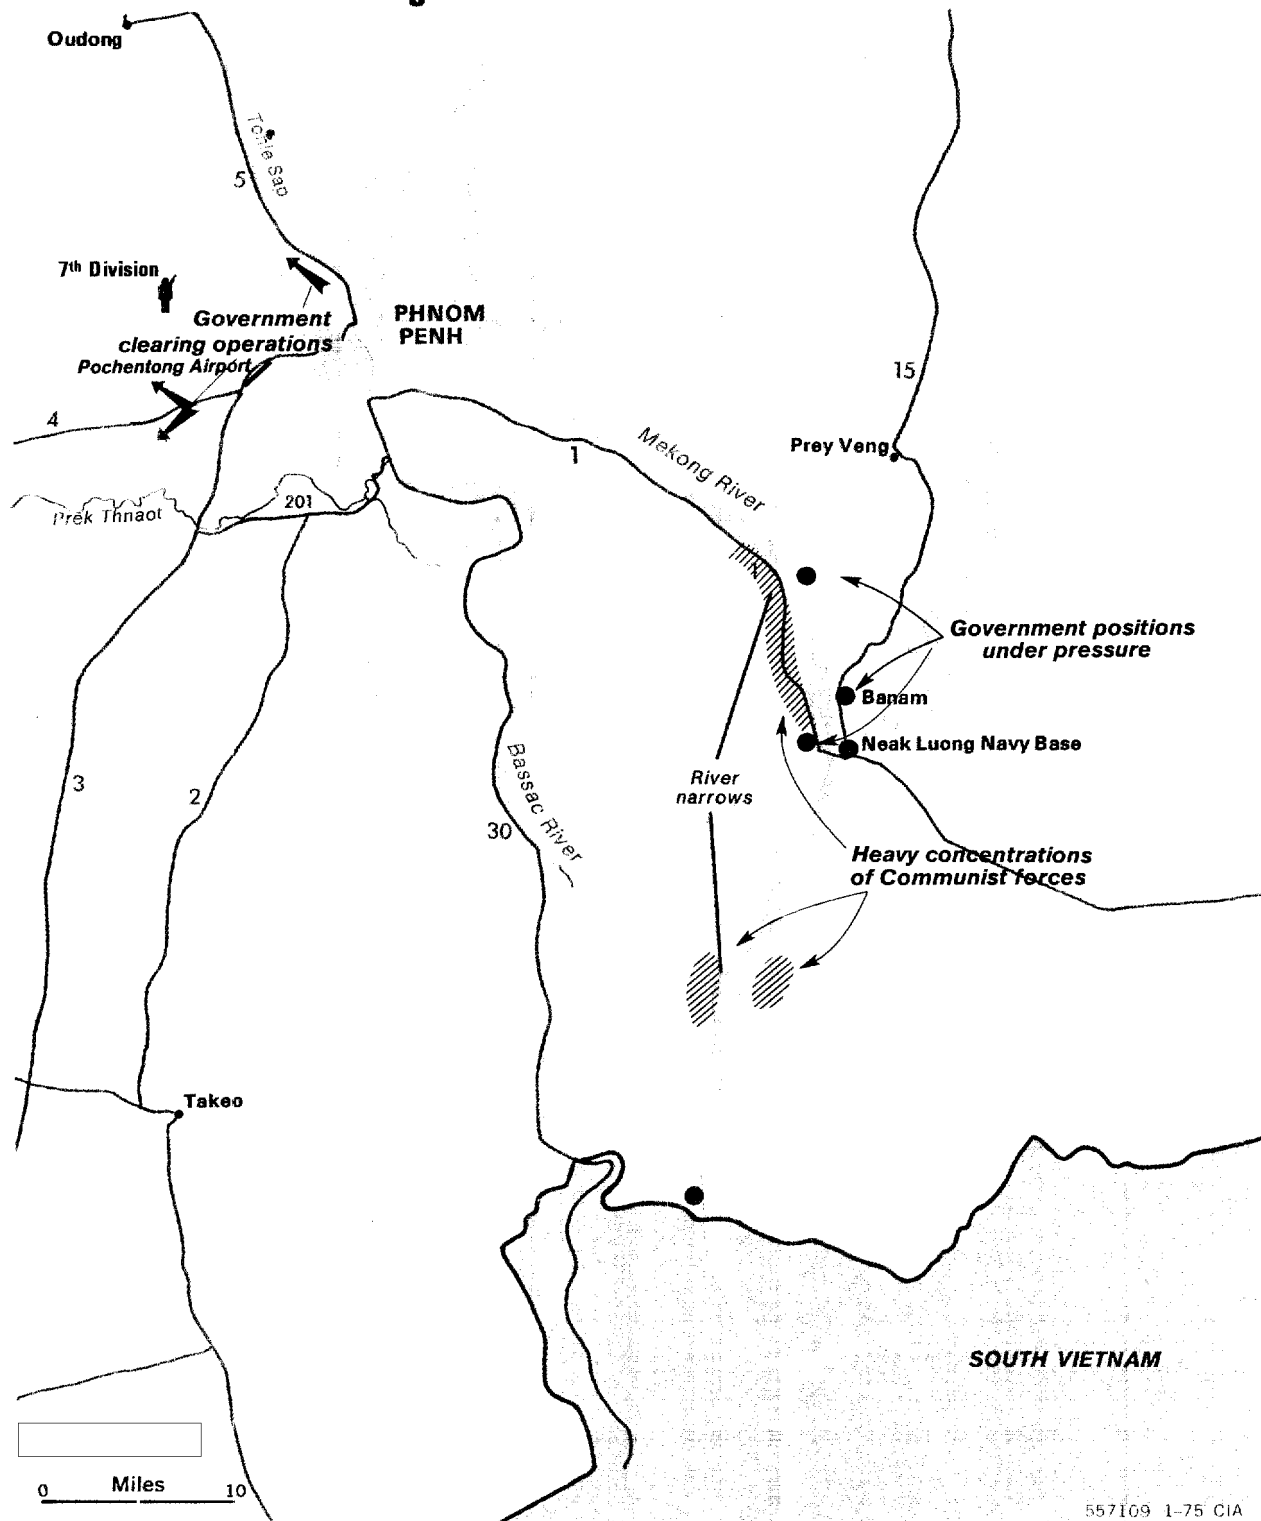 Oudong
Tonle Sap
5
7th Division
Government
clearing operations
Pochentong Airport
PHNOM
PENH
4
15
1
Mekong River
Prey Veng
Prek Thnaot
201
Government positions
under pressure
Banam
Neak Luong Navy Base
3
2
30
Bassac River
River
narrows
Heavy concentrations
of Communist forces
Takeo
SOUTH VIETNAM
0 Miles 10
557109 1-75 CIA